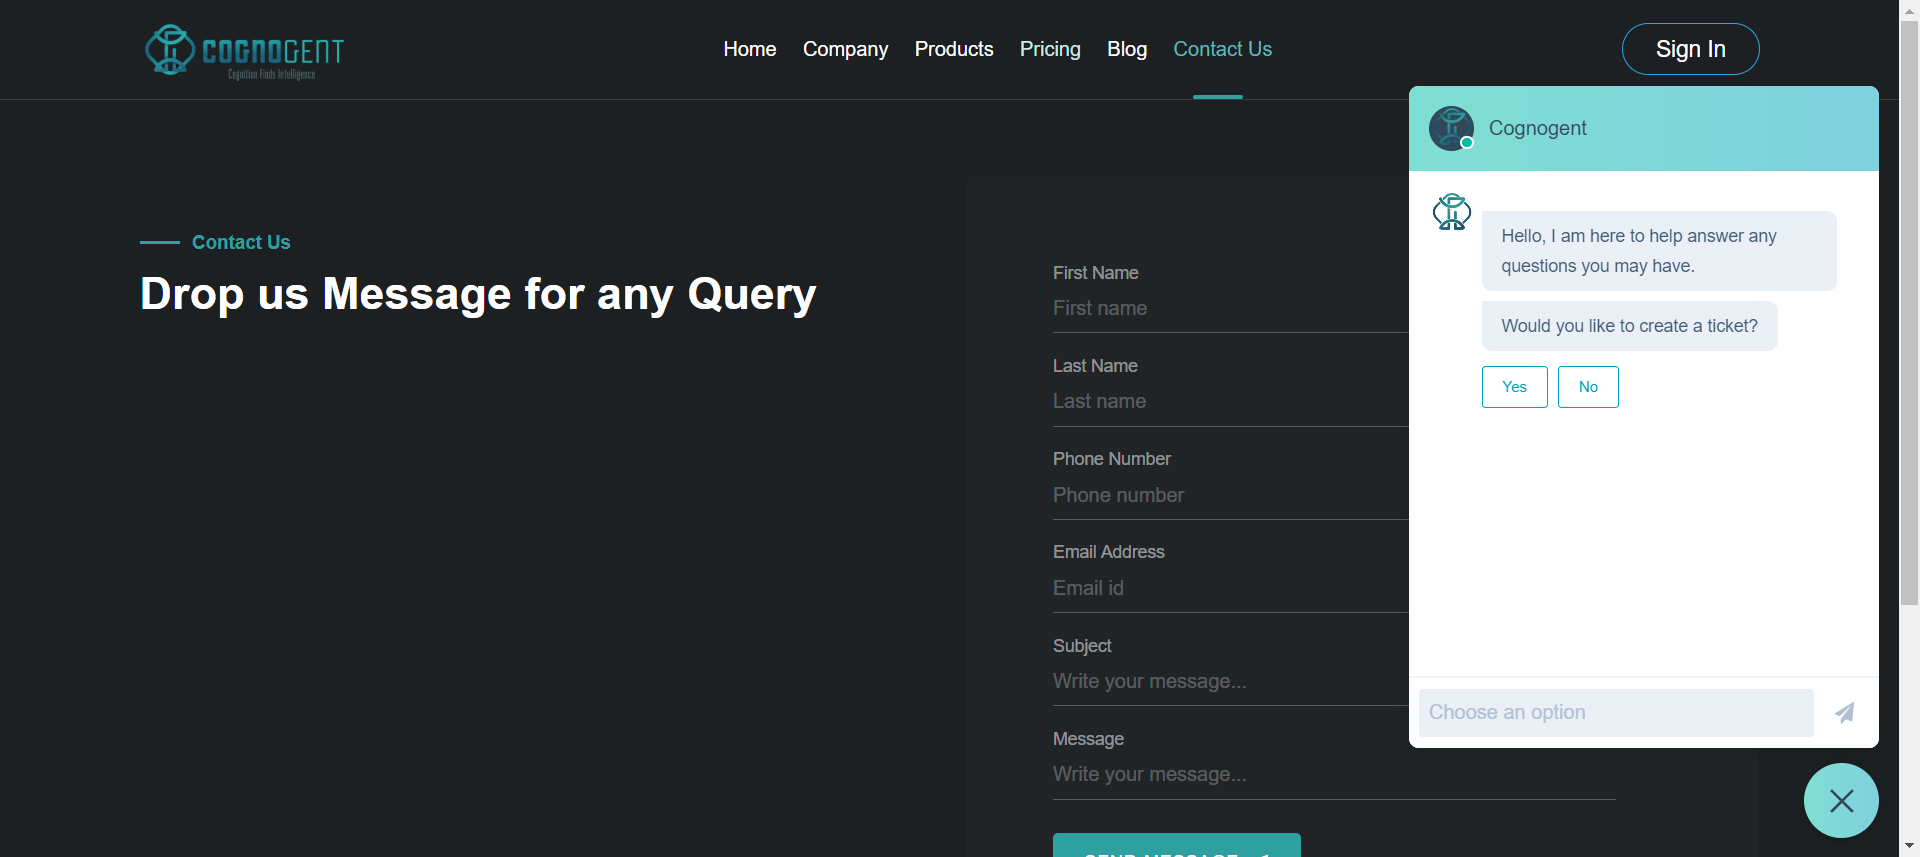 COGNOGENT
Cognition Finds Intelligence
Home Company Products Pricing Blog Contact Us
Sign In
Contact Us
Drop us Message for any Query
First Name
First name
Last Name
Last name
Phone Number
Phone number
Email Address
Email id
Subject
Write your message...
Message
Write your message...
SEND MESSAGE
Cognogent
Hello, I am here to help answer any
questions you may have.
Would you like to create a ticket?
Yes No
Choose an option